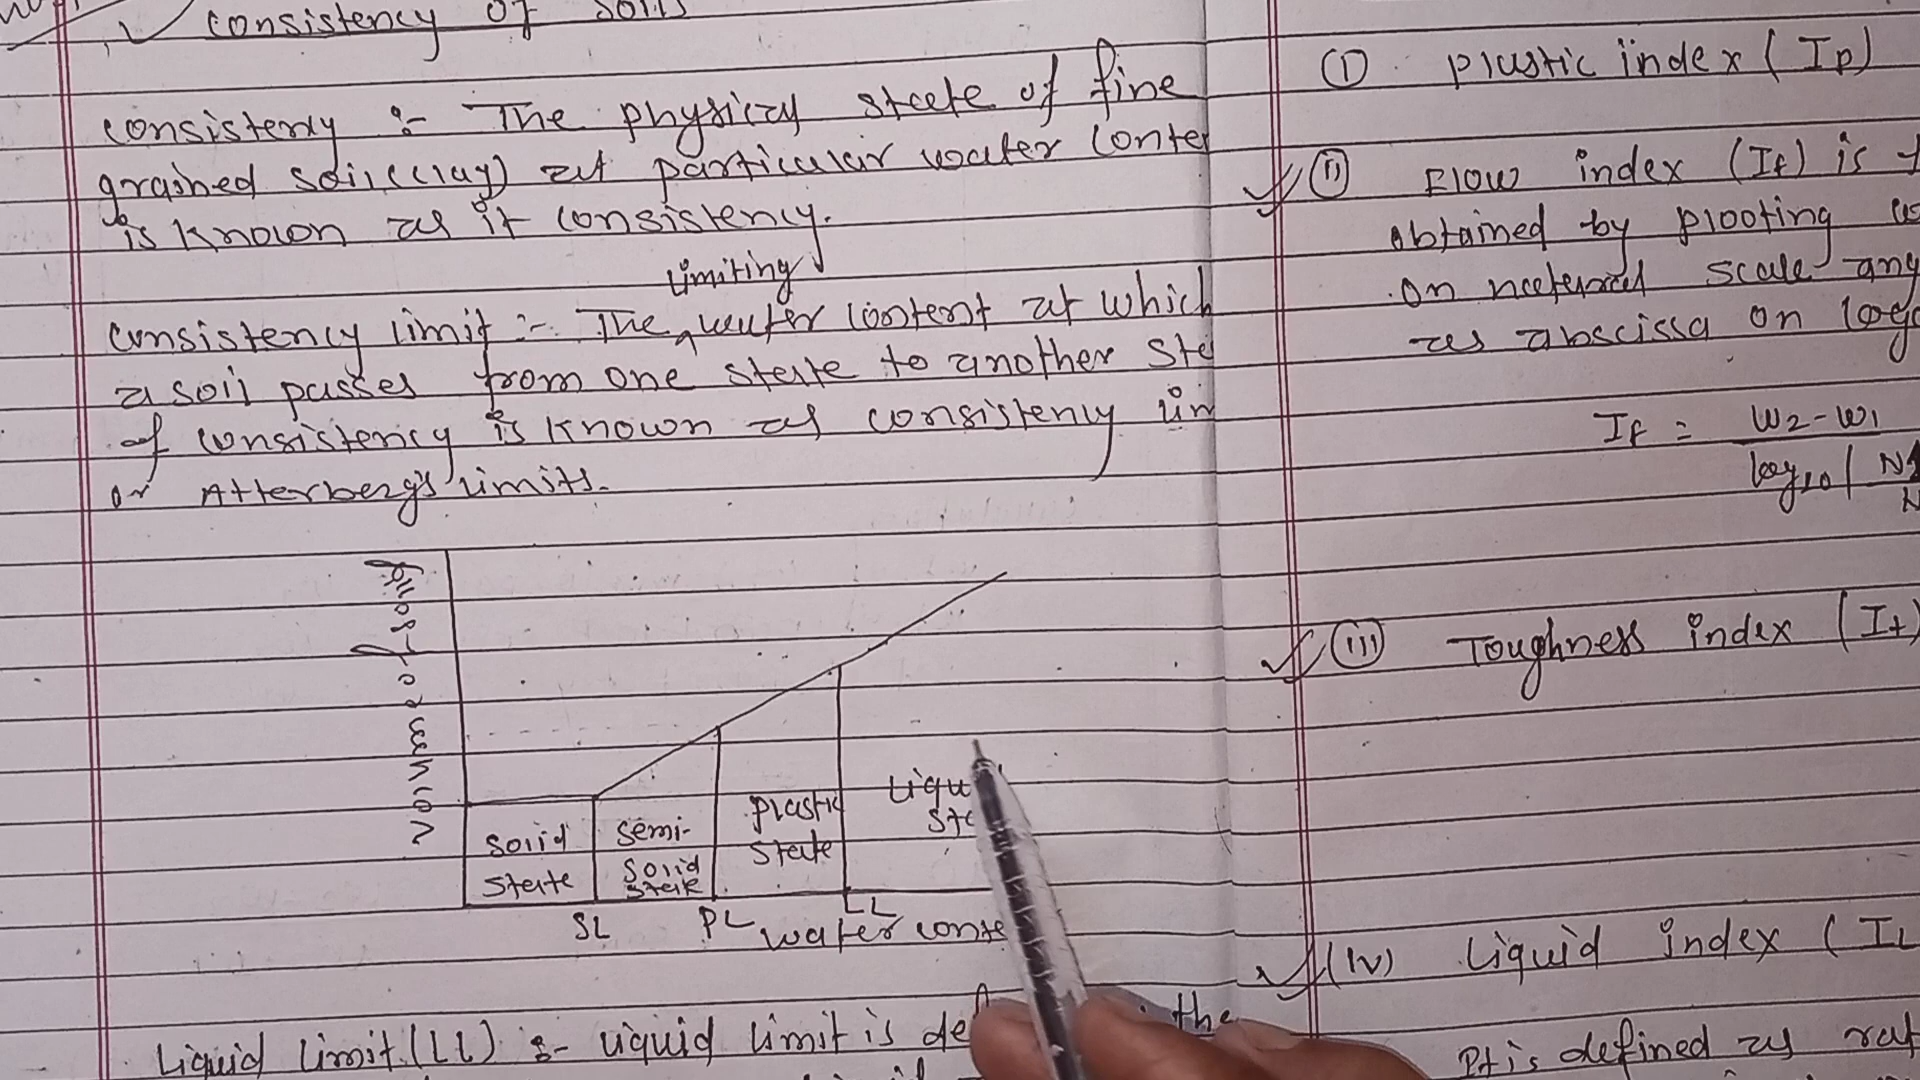 consistency of soils
consistency :- The physical state of fine
grained soil (clay) at particular water conte
is known as it consistency.
limiting
consistency limit :- The water content at which
a soil passes from one state to another ste
of consistency is known as consistency lim
or Atterberg's limits.
volume of soil
solid
state
semi-
solid
state
plastic
state
Liqu
sta
SL PL LL
water conte
Liquid limit (LL) :- liquid limit is def the
(i) plastic index (Ip)
(ii) Flow index (If) is
obtained by plooting
on natural scale any
as abscissa on log
If = w2-w1
log10 ( N
N
(iii) Toughness index (It)
(iv) Liquid index (IL
It is defined as rat